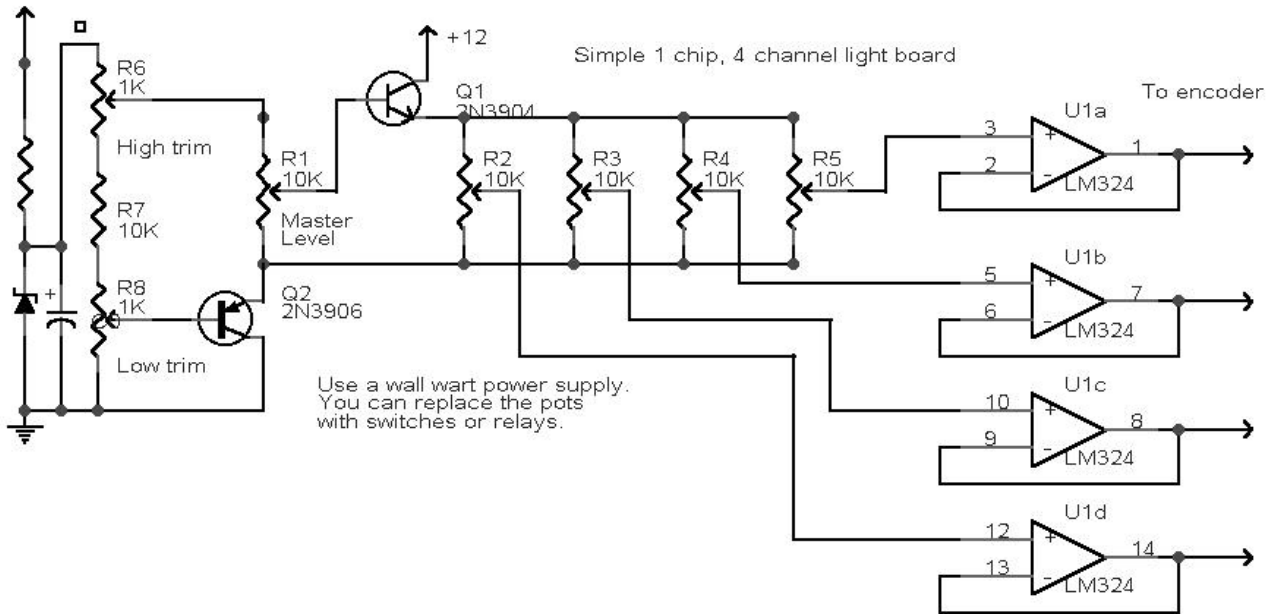 +12
Simple 1 chip, 4 channel light board
To encoder
R6
1K
High trim
Q1
2N3904
R1
10K
Master
Level
R2
10K
R3
10K
R4
10K
R5
10K
U1a
3
+
1
2
-
LM324
R7
10K
U1b
5
+
7
6
-
LM324
R8
1K
Low trim
+
Q2
2N3906
Use a wall wart power supply.
You can replace the pots
with switches or relays.
U1c
10
+
8
9
-
LM324
U1d
12
+
14
13
-
LM324